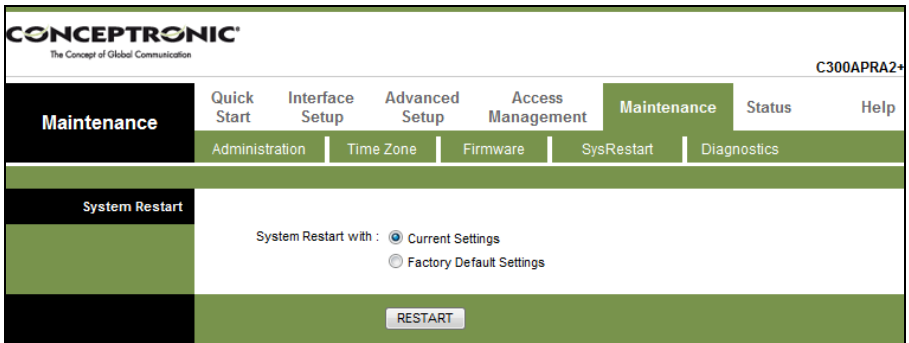 CONCEPTRONIC®
The Concept of Global Communication
C300APRA2+
Maintenance
Quick Start
Interface Setup
Advanced Setup
Access Management
Maintenance
Status
Help
Administration
Time Zone
Firmware
SysRestart
Diagnostics
System Restart
System Restart with :
Current Settings
Factory Default Settings
RESTART